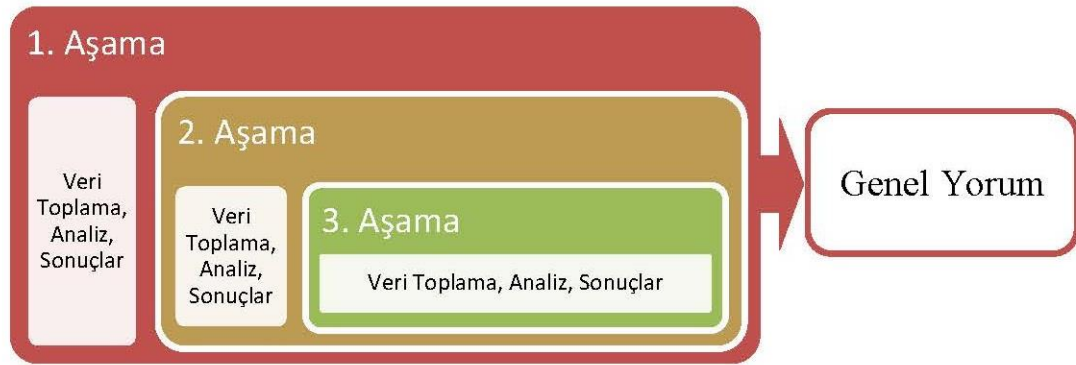 1. Aşama
Veri
Toplama,
Analiz,
Sonuçlar
2. Aşama
Veri
Toplama,
Analiz,
Sonuçlar
3. Aşama
Veri Toplama, Analiz, Sonuçlar
Genel Yorum